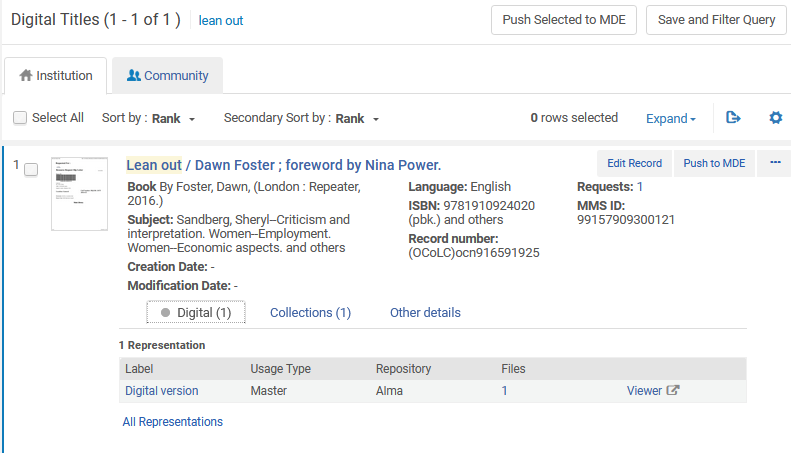 Digital Titles (1 - 1 of 1 ) lean out Push Selected to MDE Save and Filter Query
Institution Community
Select All Sort by : Rank Secondary Sort by : Rank 0 rows selected Expand
1 Lean out / Dawn Foster ; foreword by Nina Power. Edit Record Push to MDE ...
Book By Foster, Dawn, (London : Repeater,
2016.)
Subject: Sandberg, Sheryl--Criticism and
interpretation. Women--Employment.
Women--Economic aspects. and others
Creation Date: -
Modification Date: -
Language: English
ISBN: 9781910924020
(pbk.) and others
Record number:
(OCoLC)ocn916591925
Requests: 1
MMS ID:
99157909300121
Digital (1) Collections (1) Other details
1 Representation
Label Usage Type Repository Files
Digital version Master Alma 1 Viewer
All Representations